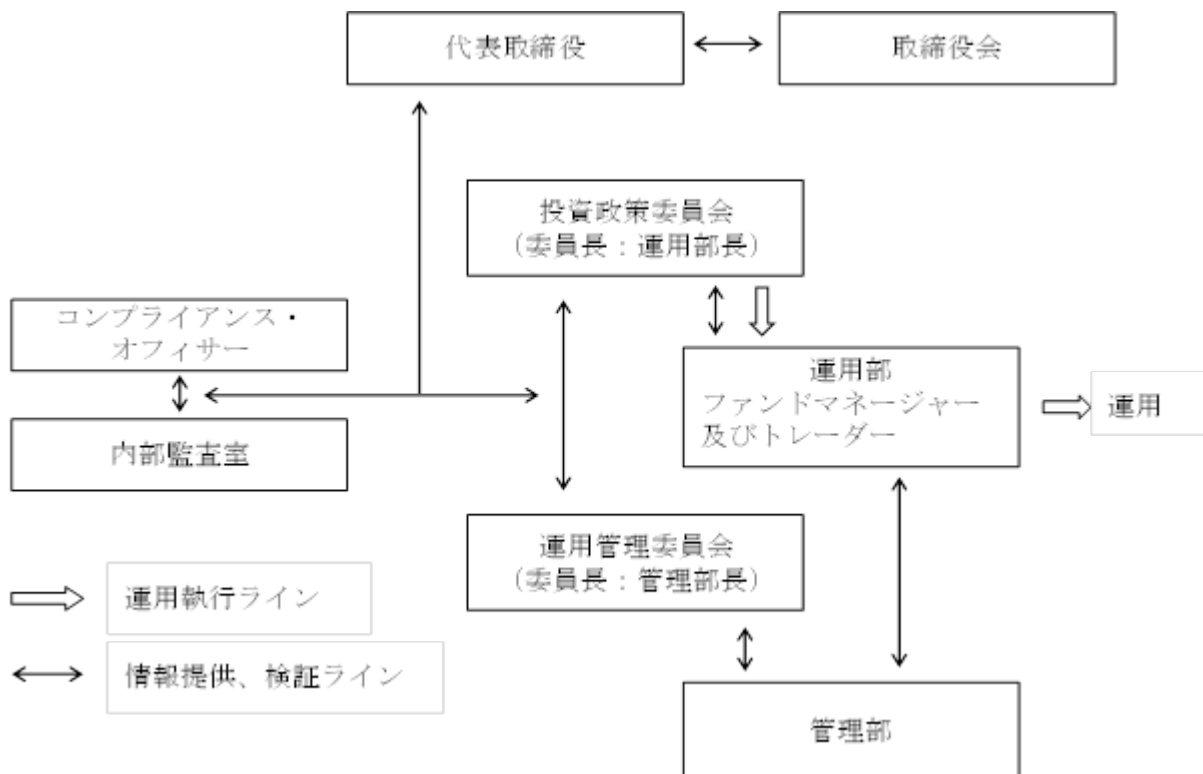 代表取締役
取締役会
投資政策委員会
（委員長：運用部長）
コンプライアンス・
オフィサー
内部監査室
運用部
ファンドマネージャー
及びトレーダー
運用
運用管理委員会
（委員長：管理部長）
運用執行ライン
情報提供、検証ライン
管理部